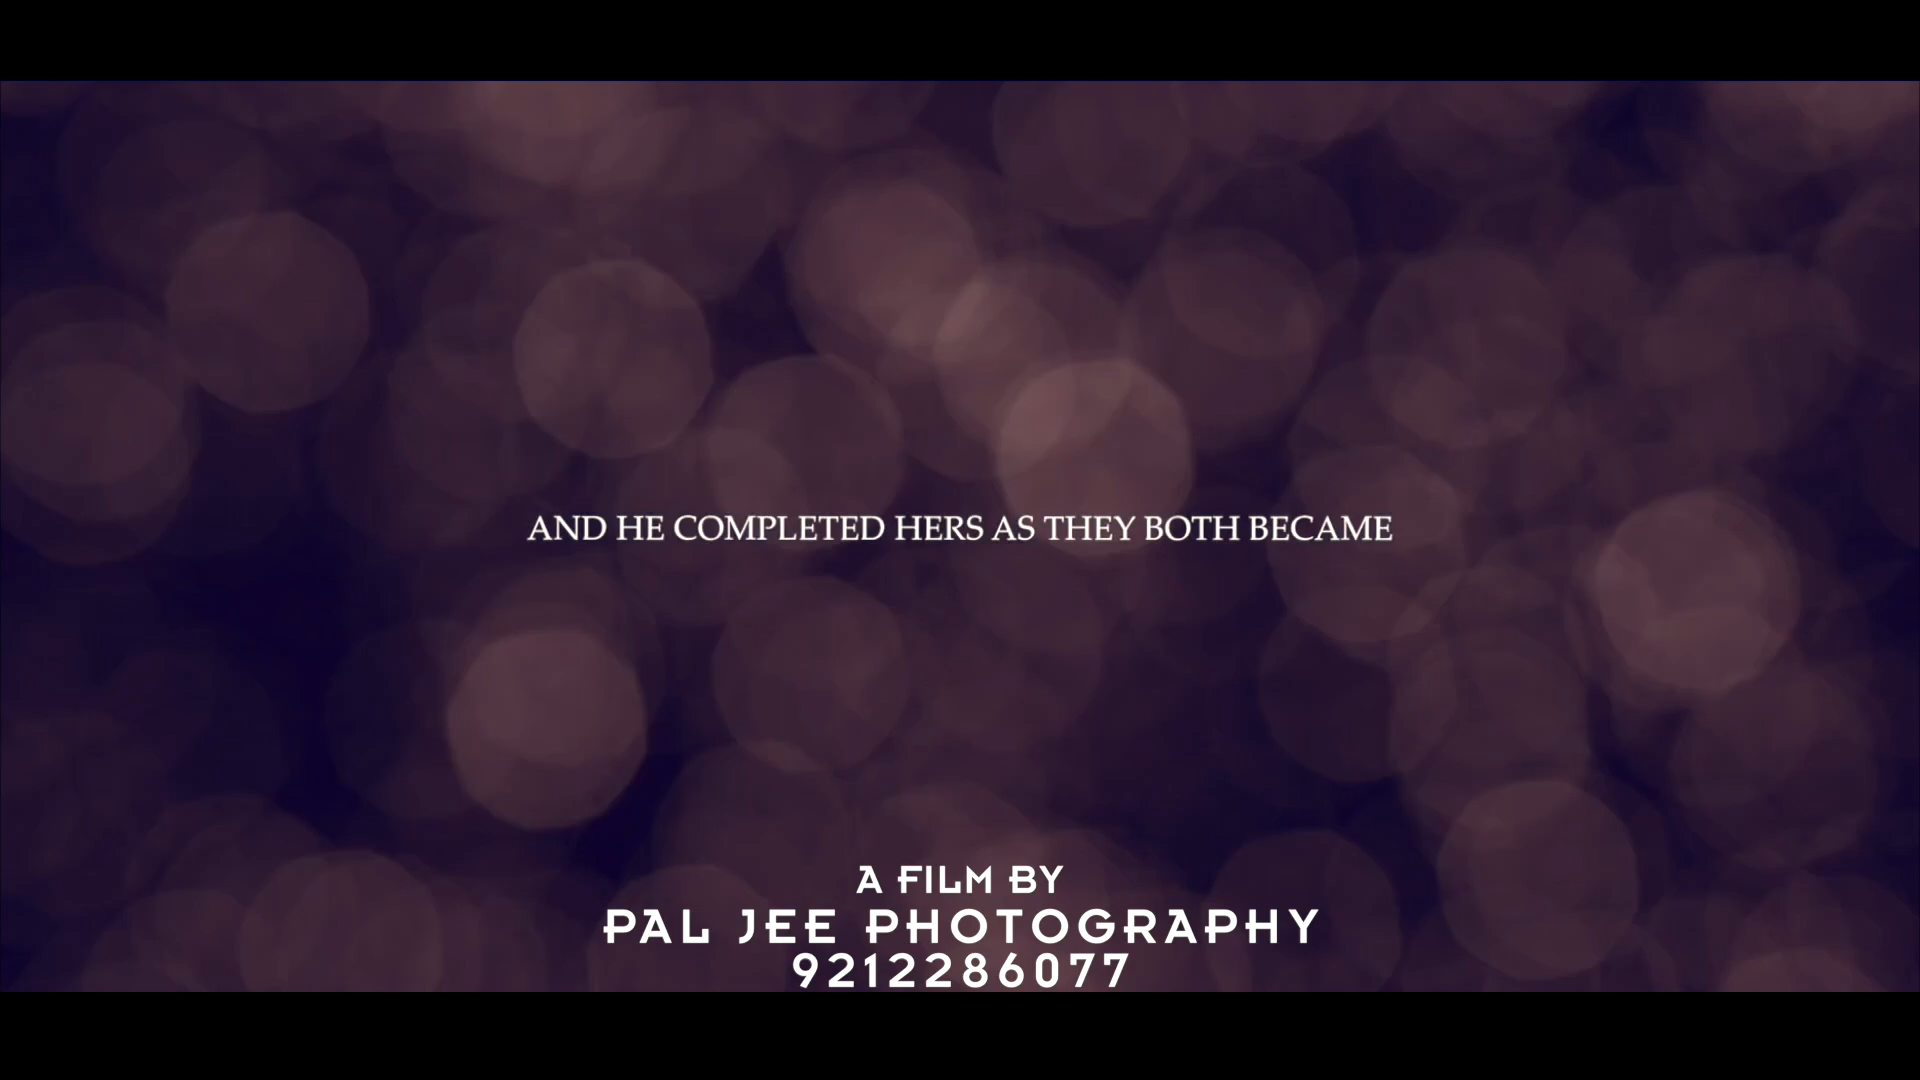 AND HE COMPLETED HERS AS THEY BOTH BECAME
A FILM BY
PAL JEE PHOTOGRAPHY
9212286077